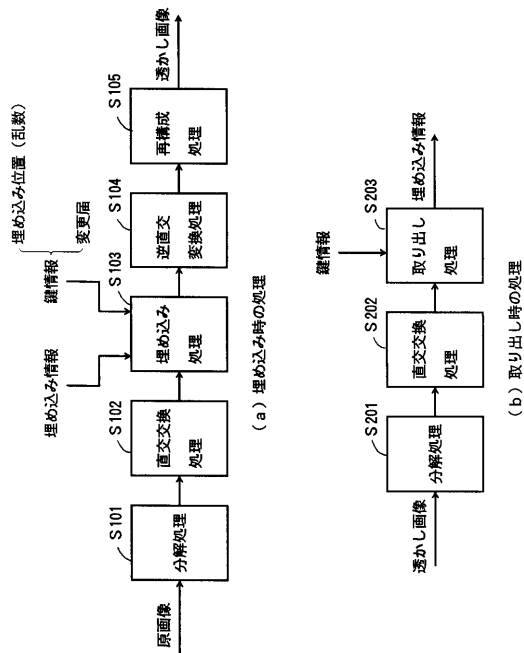 埋め込み位置（乱数）
変更届
埋め込み情報
鍵情報
原画像
S101
分解処理
S102
直交交換
処理
S103
埋め込み
処理
S104
逆直交
変換処理
S105
再構成
処理
透かし画像
（a）埋め込み時の処理
鍵情報
透かし画像
S201
分解処理
S202
直交交換
処理
S203
取り出し
処理
埋め込み情報
（b）取り出し時の処理